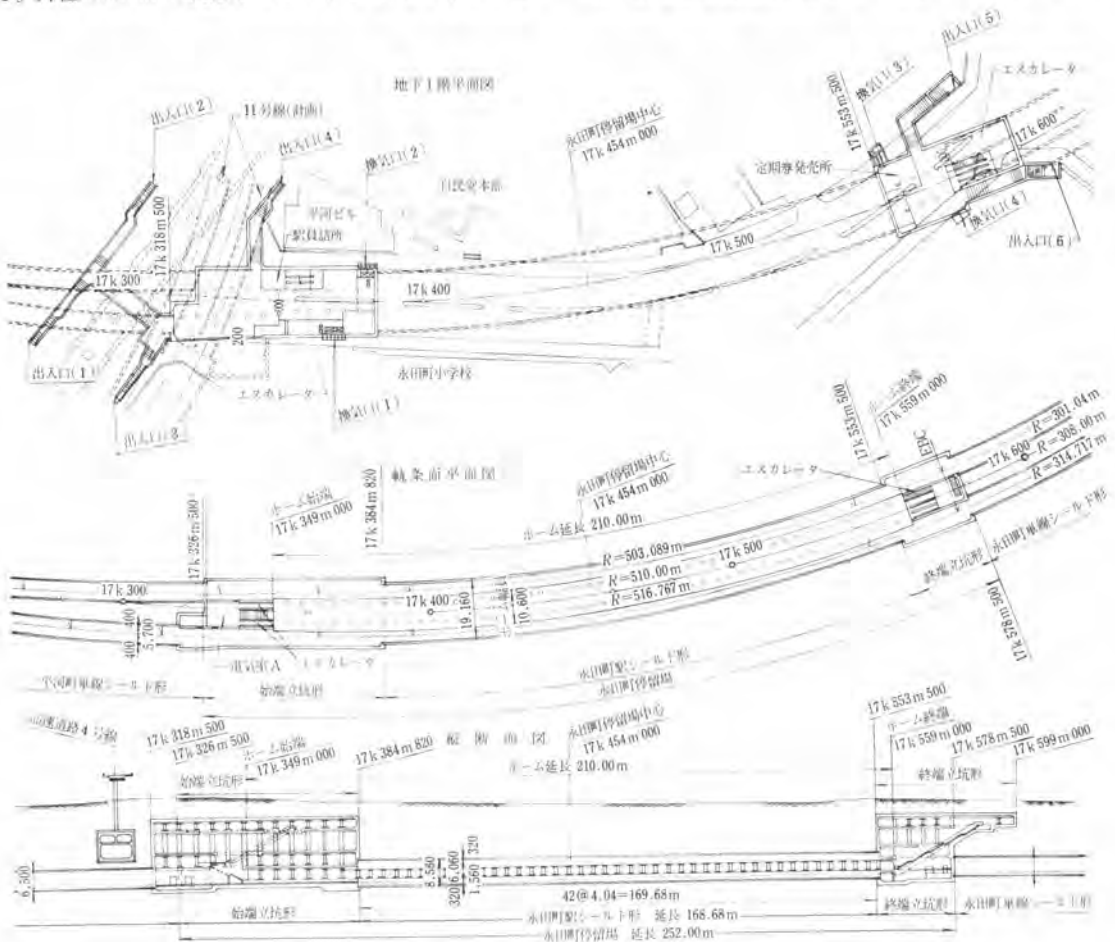 出入口(5)
エスカレータ
換気口(3)
17k 553m 500
17k 600
定期券発売所
換気口(4)
出入口(6)
地下1階平面図
永田町停留場中心
17k 454m 000
出入口(2)
11号線(計画)
出入口(4)
換気口(2)
自民党本部
平河ビル
駅員詰所
17k 318m 500
17k 300
17k 400
17k 500
200
出入口(1)
エスカレータ
永田町小学校
換気口(1)
出入口(3)
軌条面平面図
17k 326m 500
ホーム始端
17k 349m 000
17k 384m 820
永田町停留場中心
17k 454m 000
ホーム延長 210.00m
エスカレータ
17k 553m 500
ホーム終端
17k 559m 000
17k 600
R=301.04m
R=308.00m
R=314.717m
R=503.089m
R=510.00m
R=516.767m
17k 500
17k 300
17k 400
400
5,700
400
19,160
10,600
電気室A
エスカレータ
平河町単線シールド形
始端立坑形
永田町駅シールド形
永田町停留場
終端立坑形
永田町単線シールド形
17k 578m 500
高速道路4号線
縦断面図
17k 318m 500
17k 326m 500
ホーム始端
17k 349m 000
17k 384m 820
永田町停留場中心
17k 454m 000
ホーム延長 210.00m
17k 553m 500
ホーム終端
17k 559m 000
17k 578m 500
17k 599m 000
始端立坑形
終端立坑形
320
6,060
8,560
1,560
320
42@4.04=169.68m
始端立坑形
永田町駅シールド形 延長 168.68m
終端立坑形
永田町単線シールド形
永田町停留場 延長 252.00m